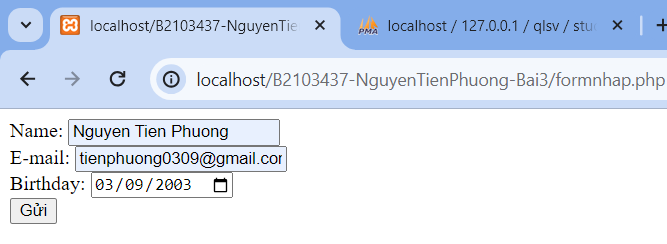 localhost/B2103437-NguyenTie
PMA
localhost / 127.0.0.1 / qlsv / stu
localhost/B2103437-NguyenTienPhuong-Bai3/formnhap.php
Name: Nguyen Tien Phuong
E-mail: tienphuong0309@gmail.com
Birthday: 03/09/2003
Gửi